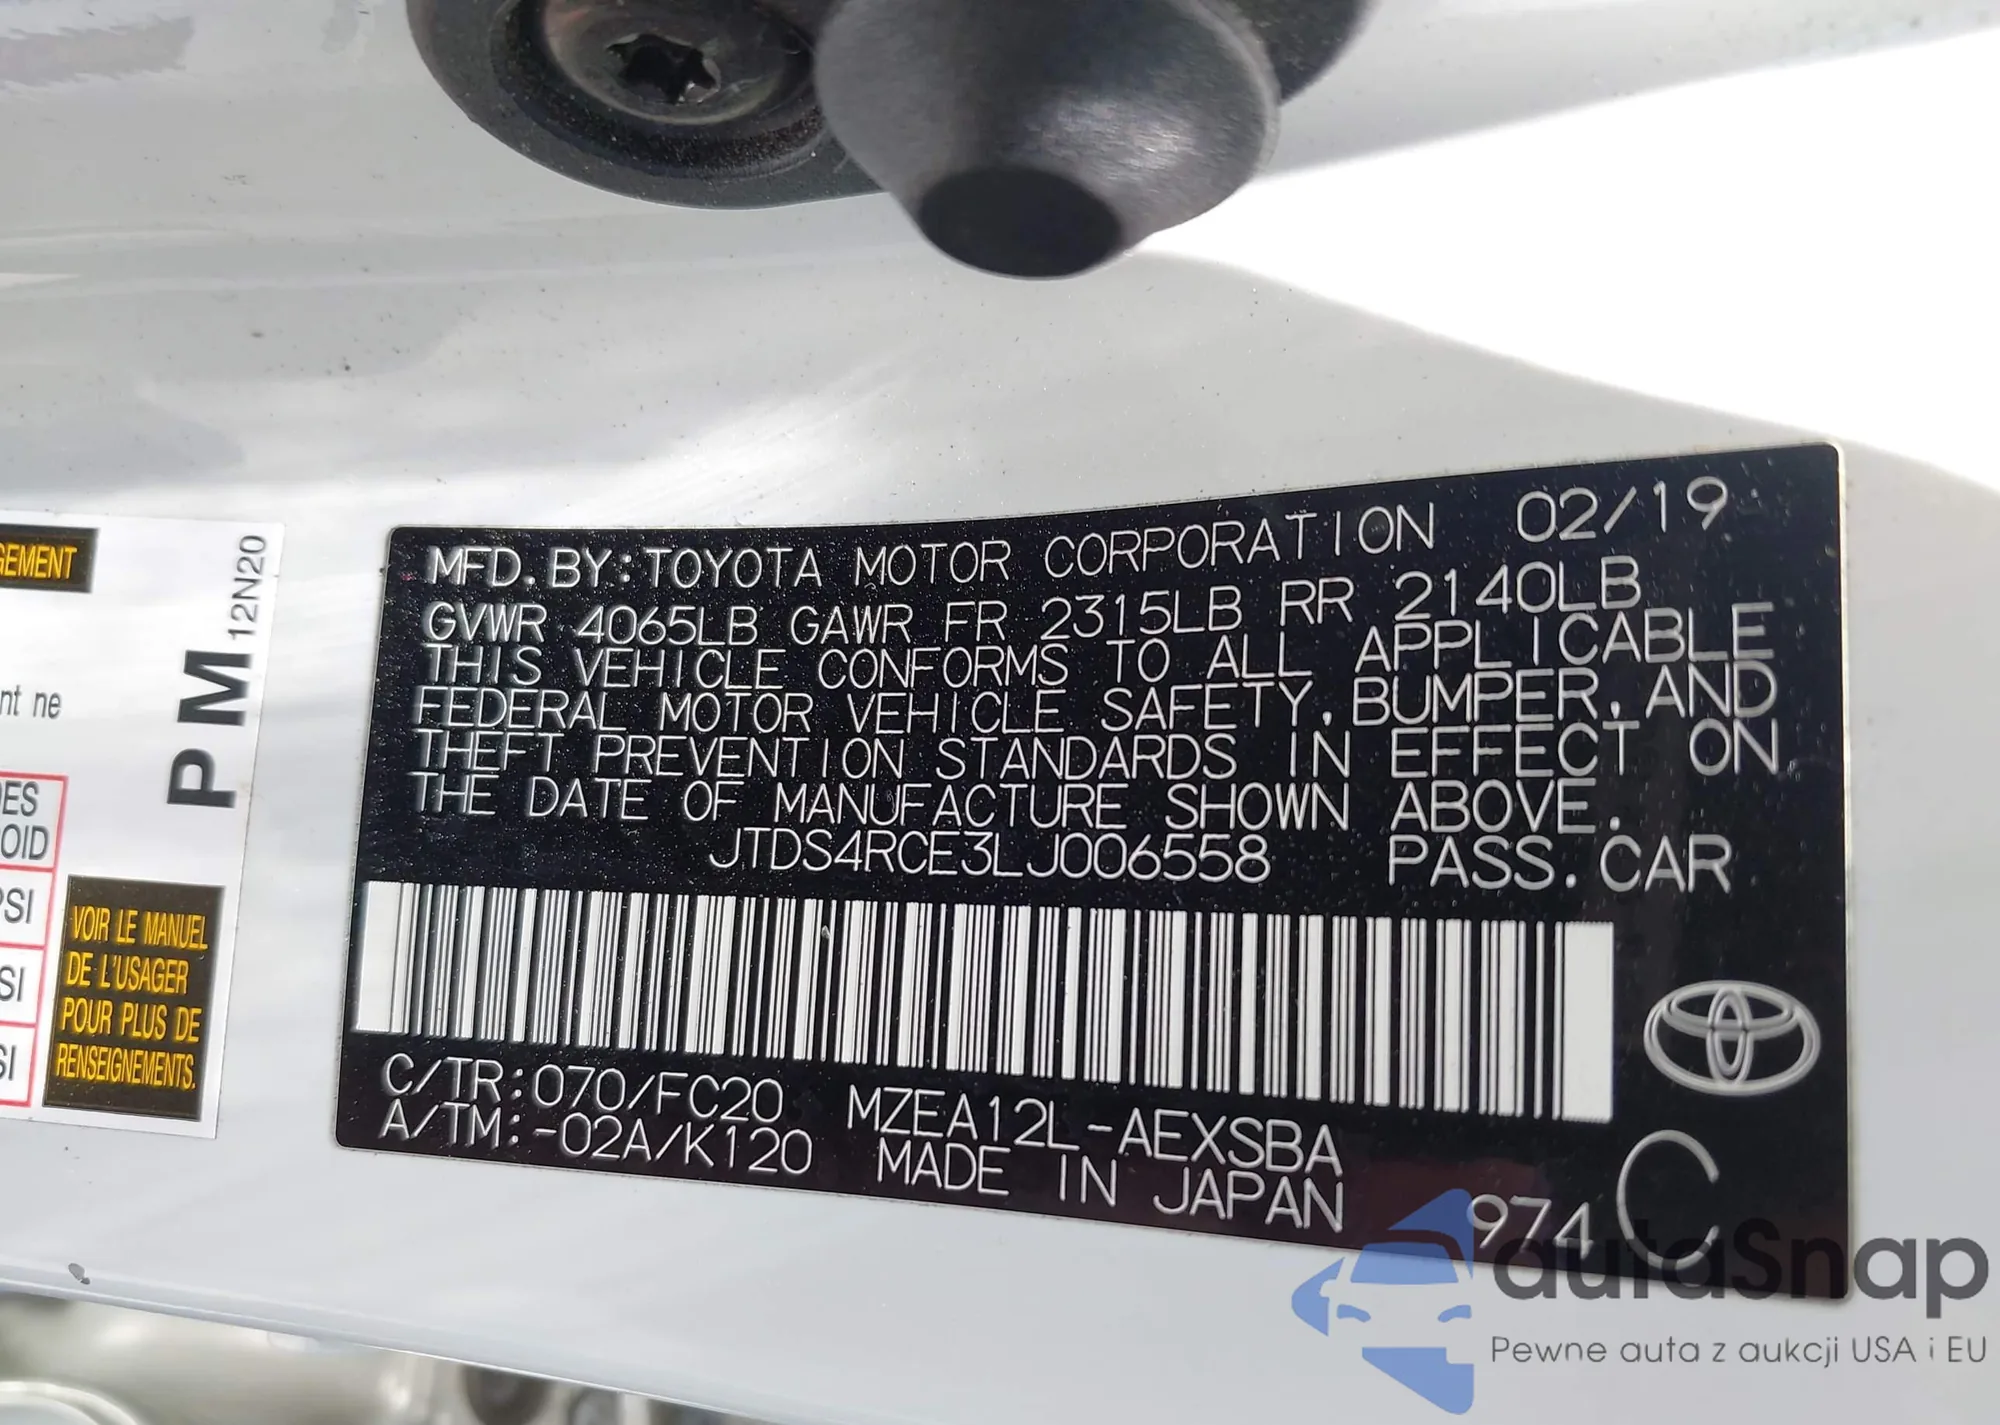 MFD. BY: TOYOTA MOTOR CORPORATION 02/19
GVWR 4065LB GAWR FR 2315LB RR 2140LB
THIS VEHICLE CONFORMS TO ALL APPLICABLE
FEDERAL MOTOR VEHICLE SAFETY, BUMPER, AND
THEFT PREVENTION STANDARDS IN EFFECT ON
THE DATE OF MANUFACTURE SHOWN ABOVE.
JTDS4RCE3LJ006558 PASS. CAR
C/TR: 070/FC20 MZEA12L-AEXSBA
A/TM: -02A/K120 MADE IN JAPAN
974 C
GEMENT
nt ne
DES
OID
PSI
SI
SI
PM 12N20
VOIR LE MANUEL
DE L'USAGER
POUR PLUS DE
RENSEIGNEMENTS.
autaSnap
Pewne auta z aukcji USA i EU